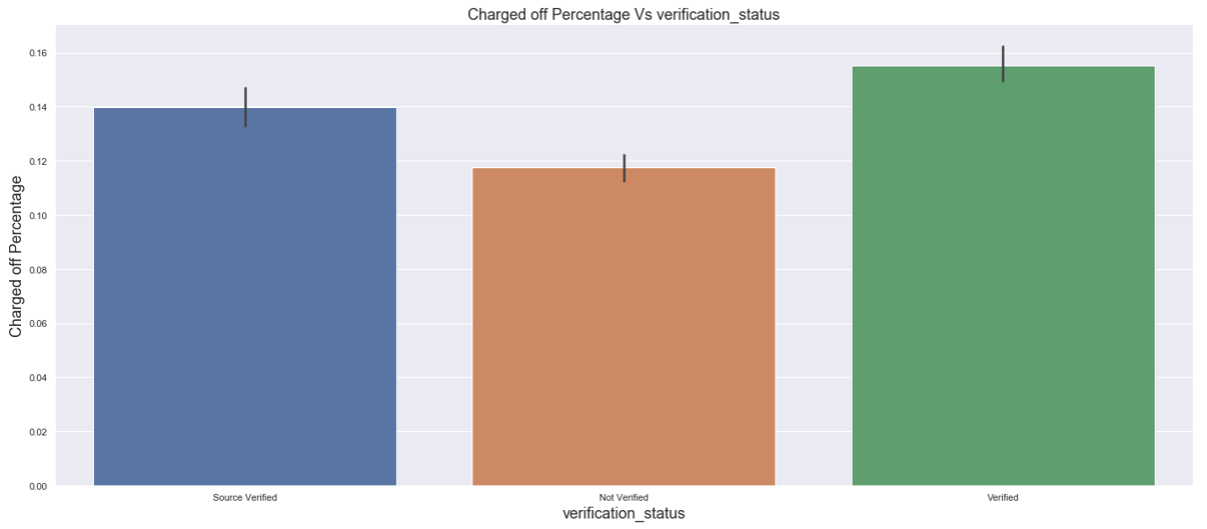 Charged off Percentage Vs verification_status
Charged off Percentage
0.16
0.14
0.12
0.10
0.08
0.06
0.04
0.02
0.00
Source Verified
Not Verified
Verified
verification_status